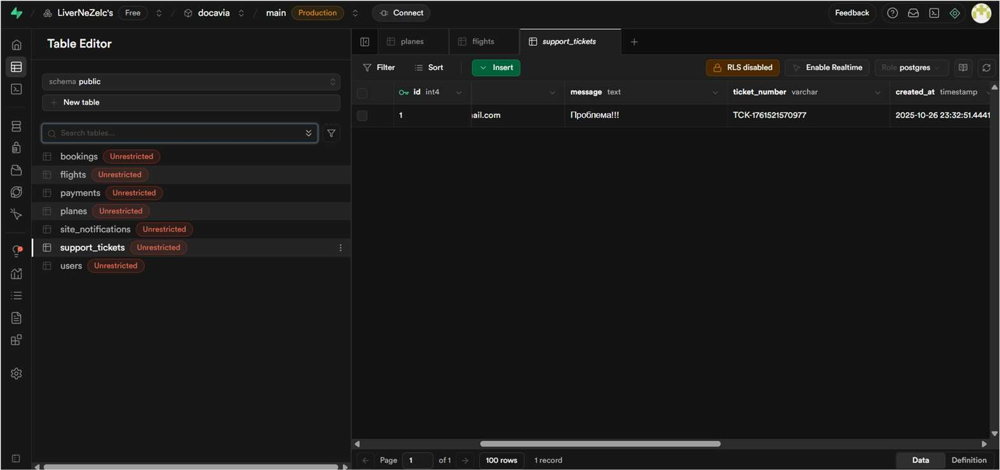 LiverNeZelc's Free docavia main Production Connect Feedback
Table Editor
schema public
New table
Search tables...
bookings Unrestricted
flights Unrestricted
payments Unrestricted
planes Unrestricted
site_notifications Unrestricted
support_tickets Unrestricted
users Unrestricted
planes flights support_tickets
Filter Sort Insert RLS disabled Enable Realtime Role postgres
id int4 message text ticket_number varchar created_at timestamp
1 ail.com Проблема!!! TCK-1761521570977 2025-10-26 23:32:51.4441
Page 1 of 1 100 rows 1 record Data Definition